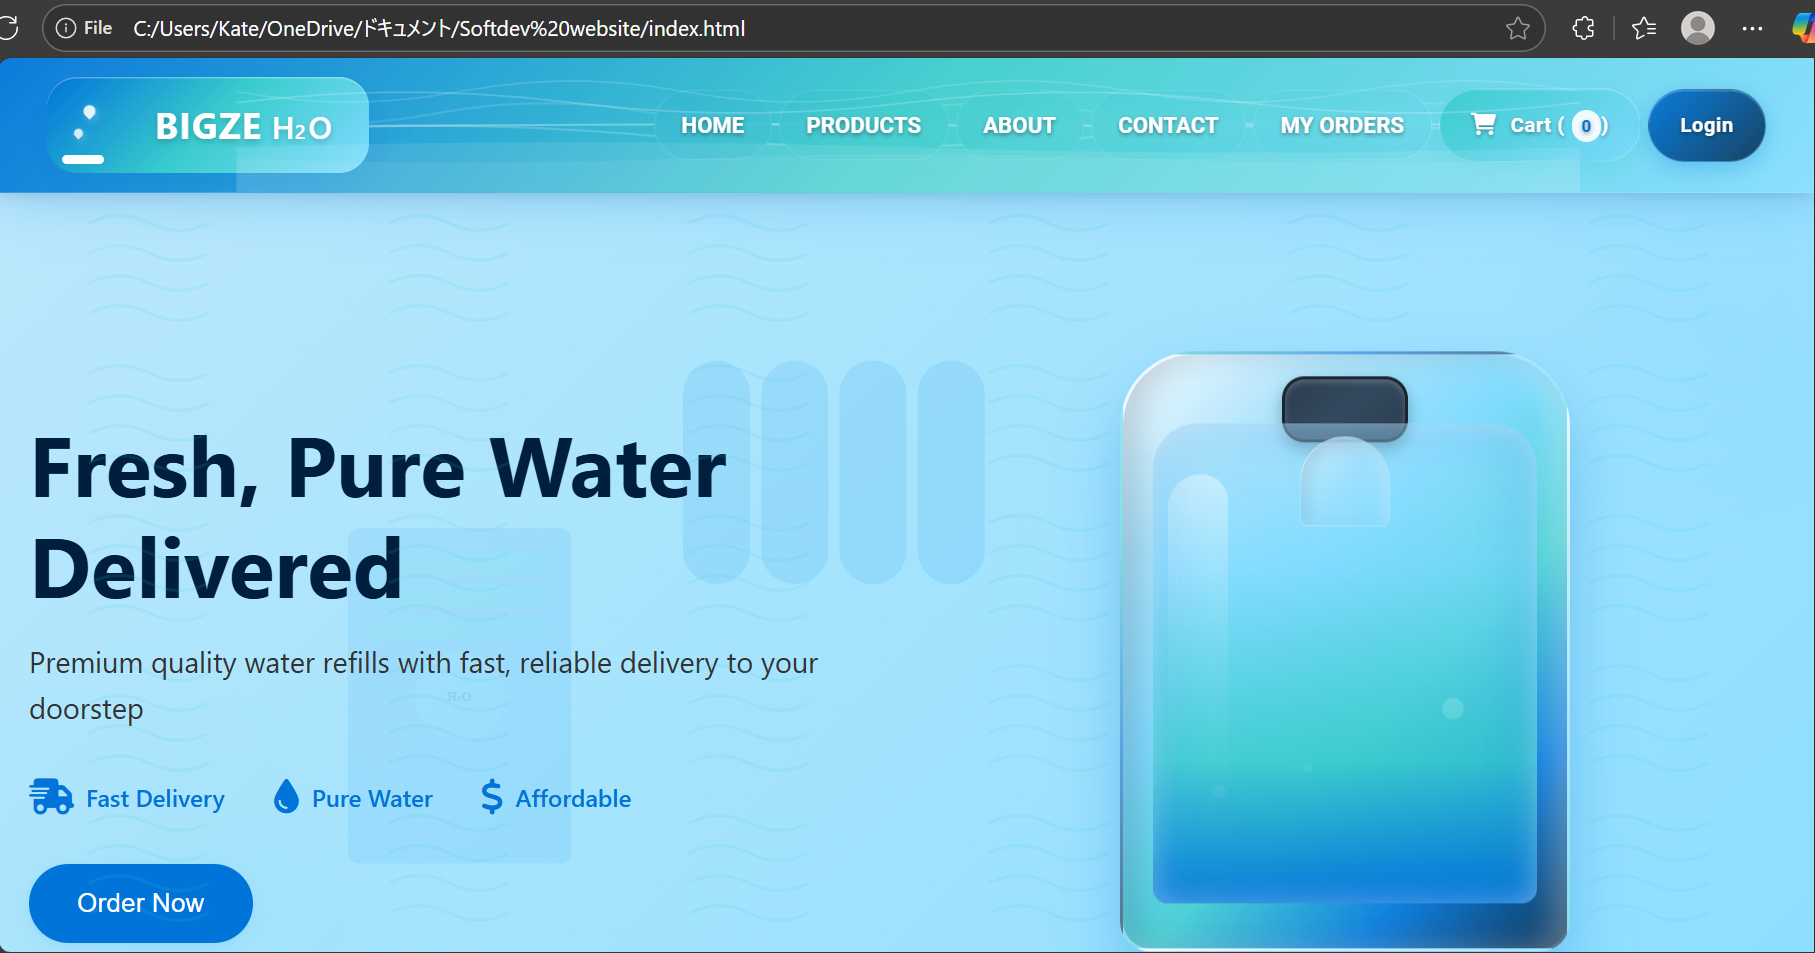 File C:/Users/Kate/OneDrive/ドキュメント/Softdev%20website/index.html
BIGZE H₂O
HOME PRODUCTS ABOUT CONTACT MY ORDERS Cart ( 0 ) Login
Fresh, Pure Water
Delivered
Premium quality water refills with fast, reliable delivery to your
doorstep
H₂O
Fast Delivery Pure Water Affordable
Order Now